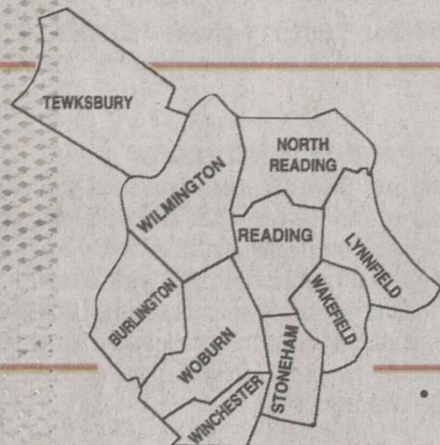 TEWKSBURY
WILMINGTON
NORTH
READING
READING
LYNNFIELD
BURLINGTON
WAKEFIELD
WOBURN
STONEHAM
WINCHESTER